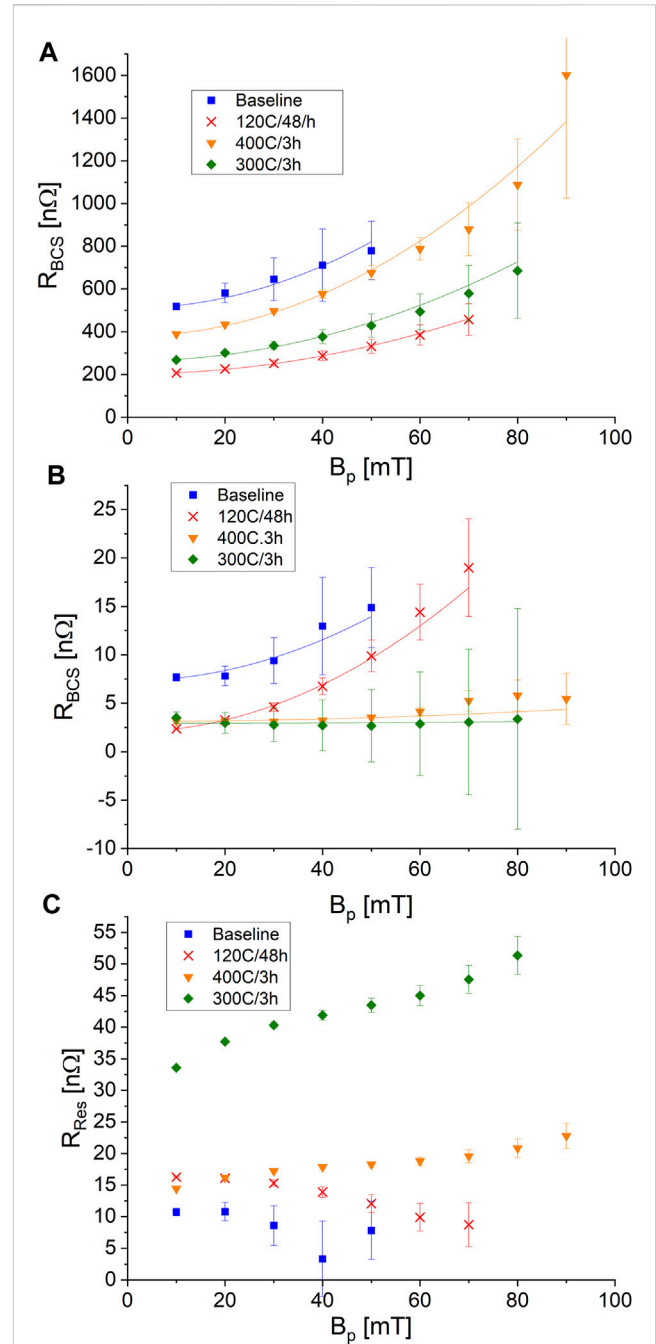 A
1600
1400
1200
1000
800
600
400
200
0
R_BCS [nΩ]
Baseline
120C/48/h
400C/3h
300C/3h
0 20 40 60 80 100
B_p [mT]
B
25
20
15
10
5
0
-5
-10
R_BCS [nΩ]
Baseline
120C/48h
400C.3h
300C/3h
0 20 40 60 80 100
B_p [mT]
C
55
50
45
40
35
30
25
20
15
10
5
0
R_Res [nΩ]
Baseline
120C/48h
400C/3h
300C/3h
0 20 40 60 80 100
B_p [mT]